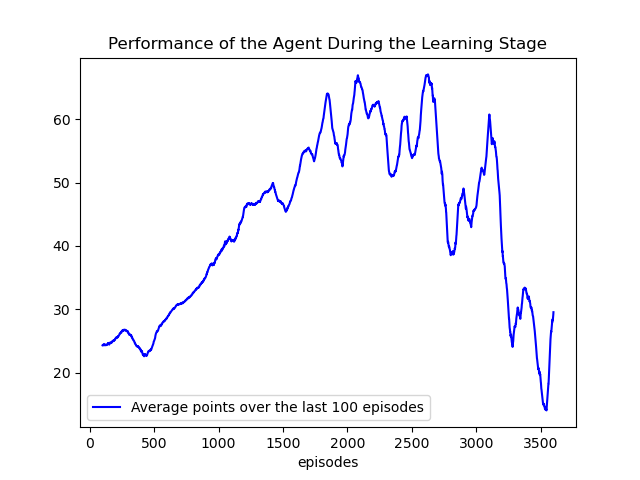 Performance of the Agent During the Learning Stage
60
50
40
30
20
Average points over the last 100 episodes
0 500 1000 1500 2000 2500 3000 3500
episodes